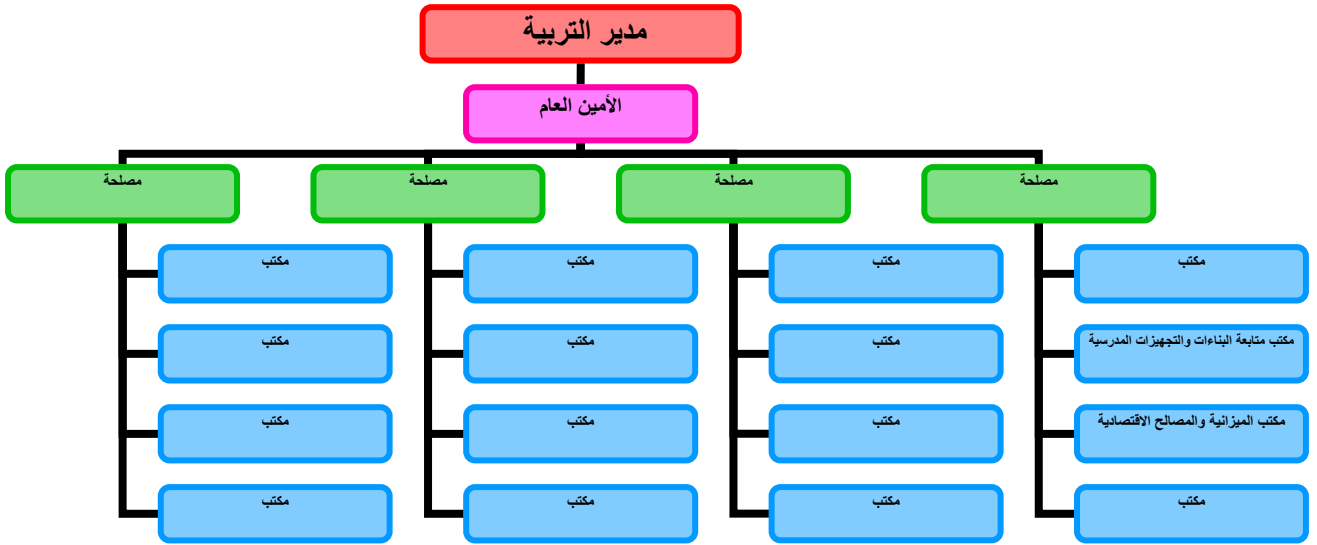 مدير التربية
الأمين العام
مصلحة
مصلحة
مصلحة
مصلحة
مكتب
مكتب
مكتب
مكتب
مكتب متابعة البناءات والتجهيزات المدرسية
مكتب
مكتب
مكتب
مكتب الميزانية والمصالح الاقتصادية
مكتب
مكتب
مكتب
مكتب
مكتب
مكتب
مكتب